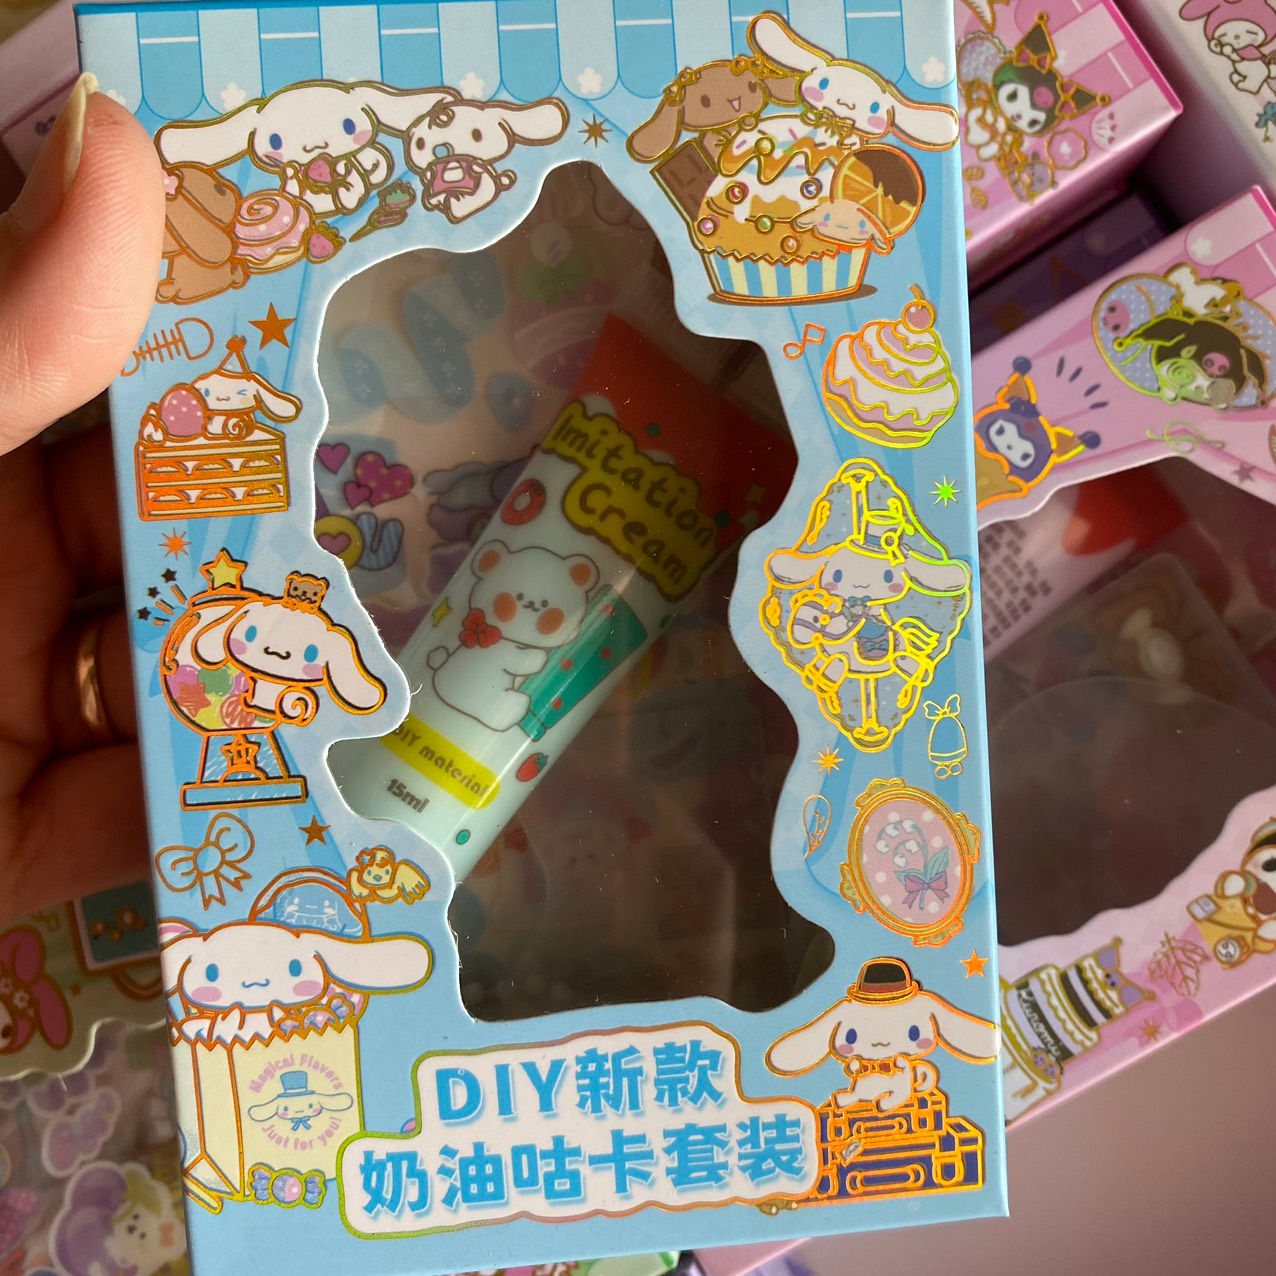 Imitation
Cream
DIY material
15ml
Magical Flavors
Just for you!
DIY新款
奶油咕卡套装
Kuromi